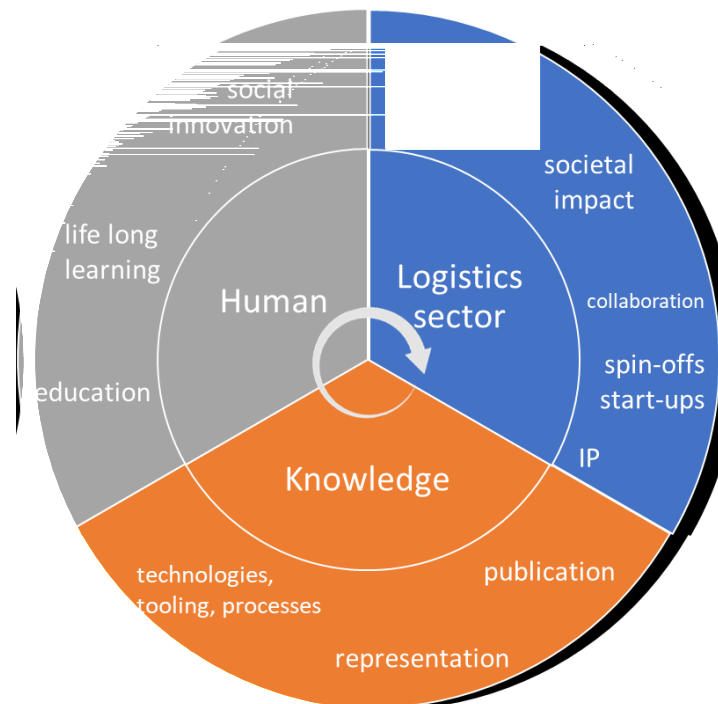 social
innovation
life long
learning
education
Human
Logistics
sector
societal
impact
collaboration
spin-offs
start-ups
IP
Knowledge
technologies,
tooling, processes
publication
representation